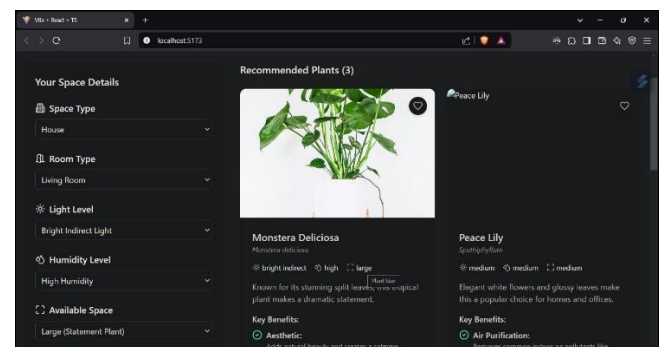 Vite + React + TS
localhost:5173
Your Space Details
Space Type
House
Room Type
Living Room
Light Level
Bright Indirect Light
Humidity Level
High Humidity
Available Space
Large (Statement Plant)
Recommended Plants (3)
Monstera Deliciosa
Monstera deliciosa
bright indirect high large
Plant Size
Known for its stunning split leaves, this tropical
plant makes a dramatic statement.
Key Benefits:
Aesthetic:
Adds natural beauty and creates a calming
Peace Lily
Peace Lily
Spathiphyllum
medium medium medium
Elegant white flowers and glossy leaves make
this a popular choice for homes and offices.
Key Benefits:
Air Purification:
Removes common indoor air pollutants like